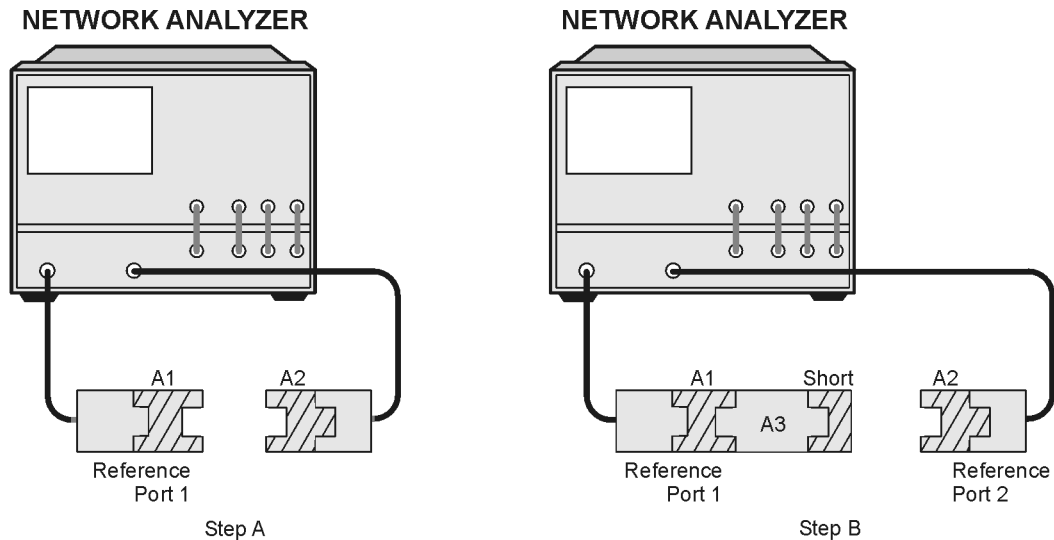 NETWORK ANALYZER
A1
A2
Reference
Port 1
Step A
NETWORK ANALYZER
A1
Short
A2
A3
Reference
Port 1
Reference
Port 2
Step B